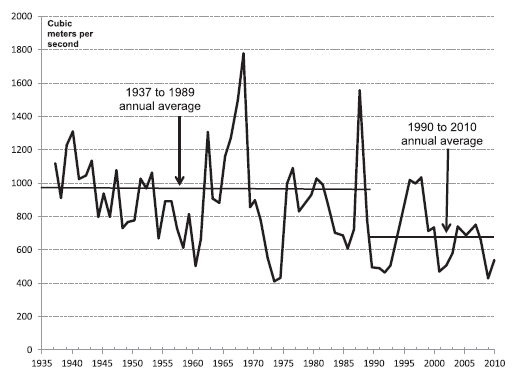 2000
1800
1600
1400
1200
1000
800
600
400
200
0
Cubic
meters per
second
1937 to 1989
annual average
1990 to 2010
annual average
1935 1940 1945 1950 1955 1960 1965 1970 1975 1980 1985 1990 1995 2000 2005 2010